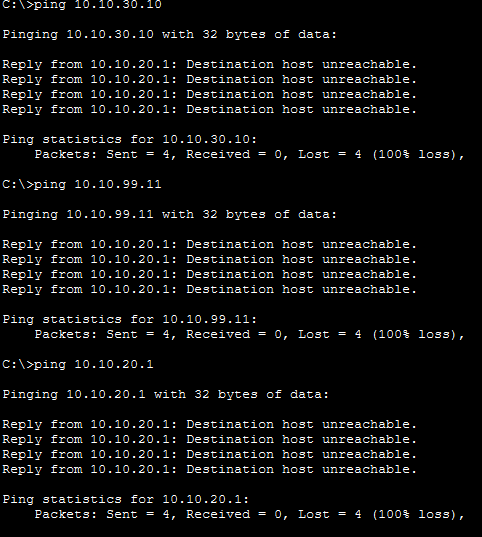 C:\>ping 10.10.30.10
Pinging 10.10.30.10 with 32 bytes of data:
Reply from 10.10.20.1: Destination host unreachable.
Reply from 10.10.20.1: Destination host unreachable.
Reply from 10.10.20.1: Destination host unreachable.
Reply from 10.10.20.1: Destination host unreachable.
Ping statistics for 10.10.30.10:
    Packets: Sent = 4, Received = 0, Lost = 4 (100% loss),
C:\>ping 10.10.99.11
Pinging 10.10.99.11 with 32 bytes of data:
Reply from 10.10.20.1: Destination host unreachable.
Reply from 10.10.20.1: Destination host unreachable.
Reply from 10.10.20.1: Destination host unreachable.
Reply from 10.10.20.1: Destination host unreachable.
Ping statistics for 10.10.99.11:
    Packets: Sent = 4, Received = 0, Lost = 4 (100% loss),
C:\>ping 10.10.20.1
Pinging 10.10.20.1 with 32 bytes of data:
Reply from 10.10.20.1: Destination host unreachable.
Reply from 10.10.20.1: Destination host unreachable.
Reply from 10.10.20.1: Destination host unreachable.
Reply from 10.10.20.1: Destination host unreachable.
Ping statistics for 10.10.20.1:
    Packets: Sent = 4, Received = 0, Lost = 4 (100% loss),